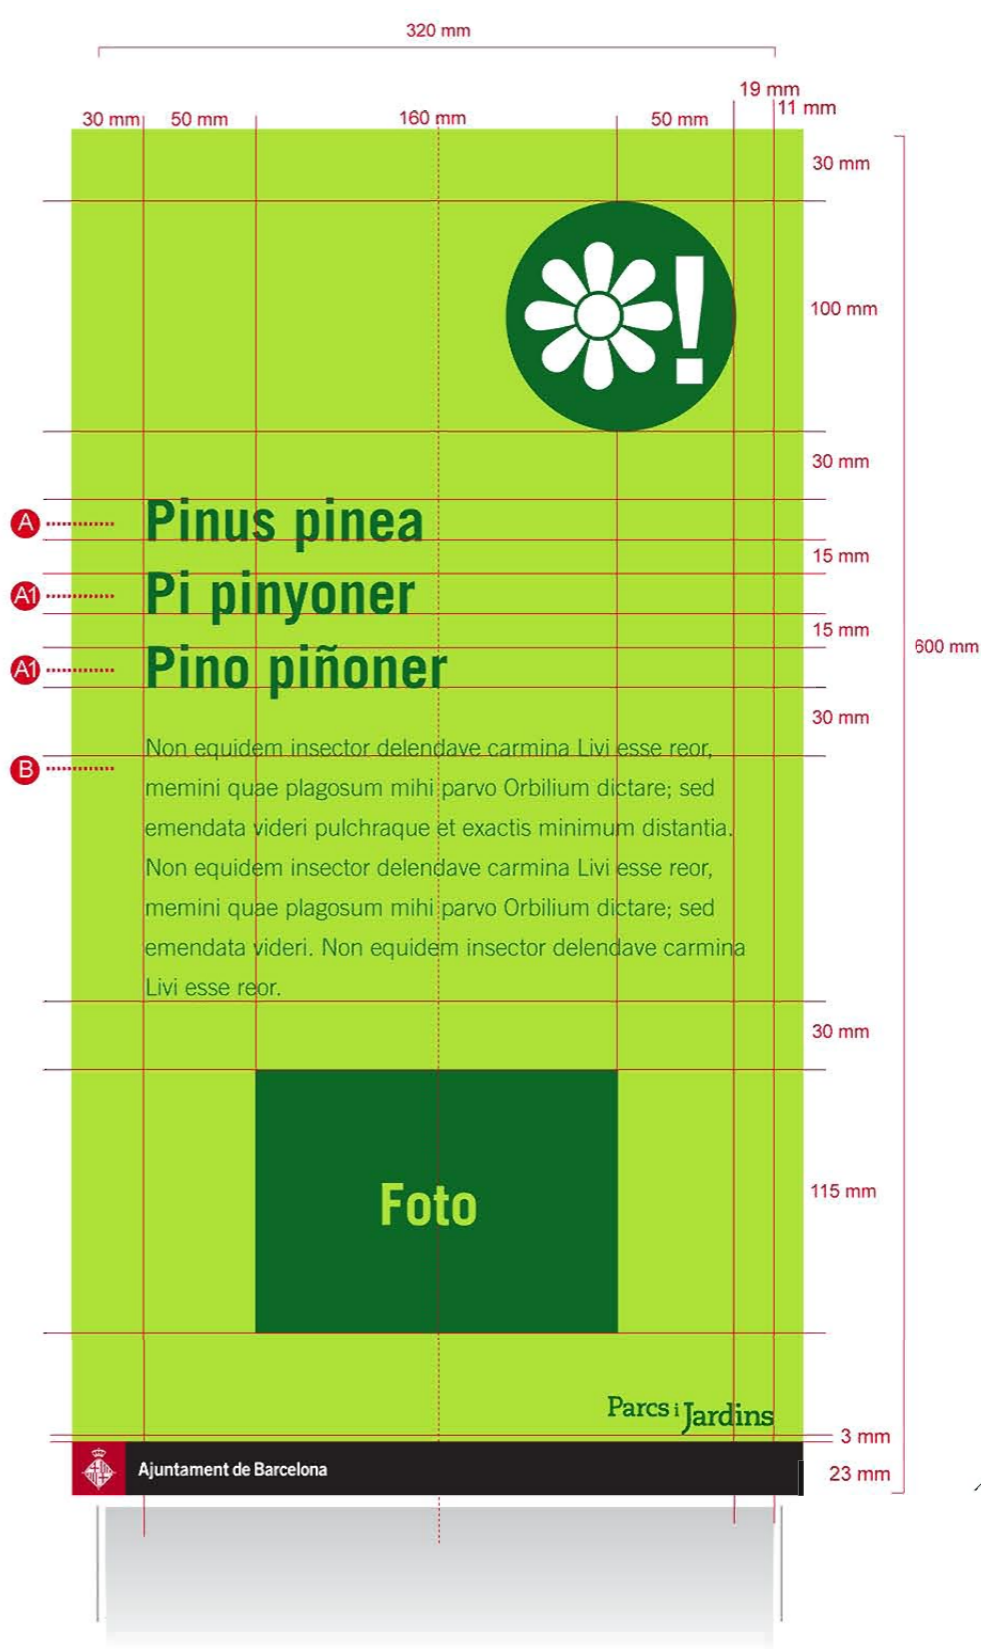 320 mm
19 mm
11 mm
30 mm 50 mm 160 mm 50 mm
30 mm
100 mm
30 mm
A Pinus pinea
15 mm
A1 Pi pinyoner
15 mm
600 mm
A1 Pino piñoner
30 mm
B
Non equidem insector delendave carmina Livi esse reor,
memini quae plagosum mihi parvo Orbilium dictare; sed
emendata videri pulchraque et exactis minimum distantia.
Non equidem insector delendave carmina Livi esse reor,
memini quae plagosum mihi parvo Orbilium dictare; sed
emendata videri. Non equidem insector delendave carmina
Livi esse reor.
30 mm
115 mm
Foto
Parcs i Jardins
3 mm
23 mm
Ajuntament de Barcelona